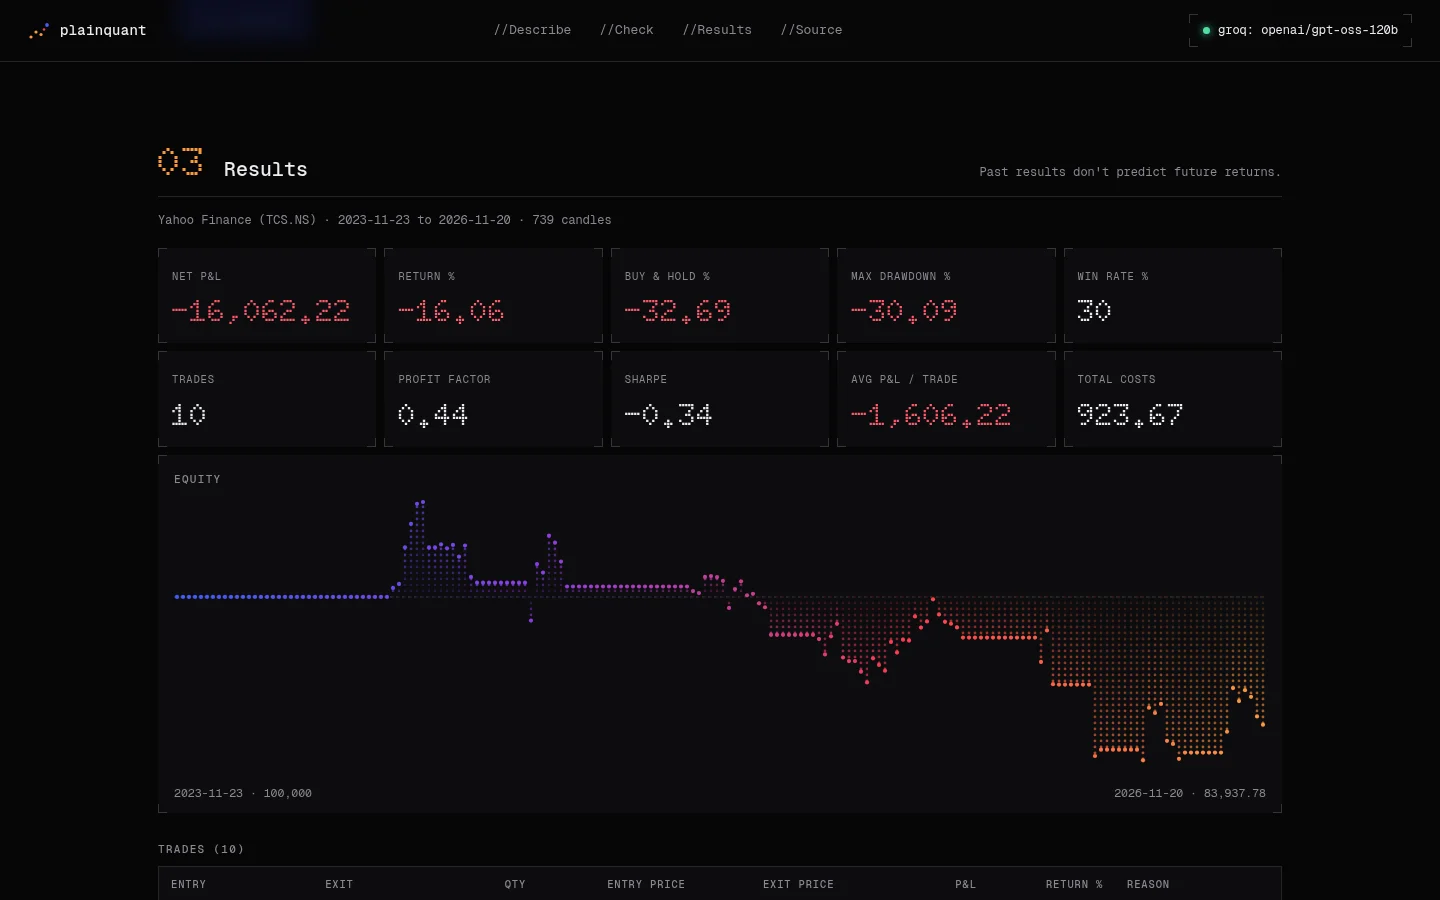 plainquant //Describe //Check //Results //Source groq: openai/gpt-oss-120b
03 Results Past results don't predict future returns.
Yahoo Finance (TCS.NS) · 2023-11-23 to 2026-11-20 · 739 candles
NET P&L RETURN % BUY & HOLD % MAX DRAWDOWN % WIN RATE %
-16,062.22 -16.06 -32.69 -30.09 30
TRADES PROFIT FACTOR SHARPE AVG P&L / TRADE TOTAL COSTS
10 0.44 -0.34 -1,606.22 923.67
EQUITY
2023-11-23 · 100,000 2026-11-20 · 83,937.78
TRADES (10)
ENTRY EXIT QTY ENTRY PRICE EXIT PRICE P&L RETURN % REASON